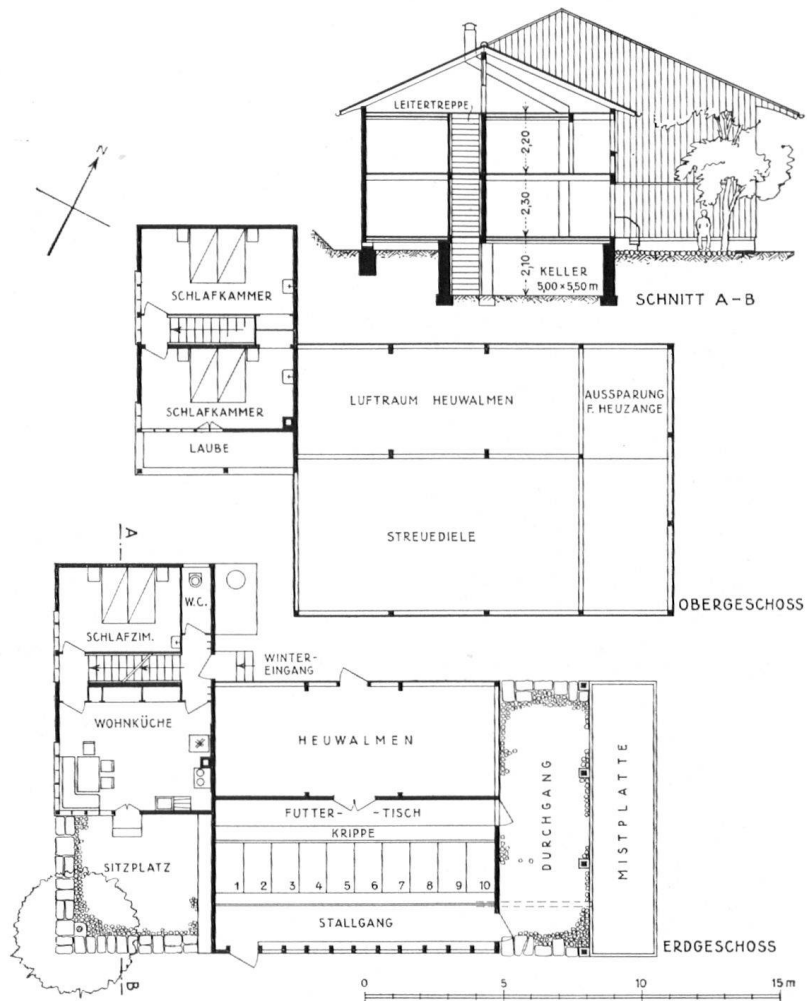 N
LEITERTREPPE
2,20
2,30
2,10
KELLER
5,00 × 5,50 m
SCHNITT A-B
SCHLAFKAMMER
SCHLAFKAMMER
LAUBE
LUFTRAUM HEUWALMEN
AUSSPARUNG
F. HEUZANGE
STREUEDIELE
OBERGESCHOSS
A
SCHLAFZIM.
W.C.
WINTER-
EINGANG
WOHNKÜCHE
HEUWALMEN
FUTTER- -TISCH
KRIPPE
1 2 3 4 5 6 7 8 9 10
STALLGANG
SITZPLATZ
DURCHGANG
MISTPLATTE
B
ERDGESCHOSS
0 5 10 15 m